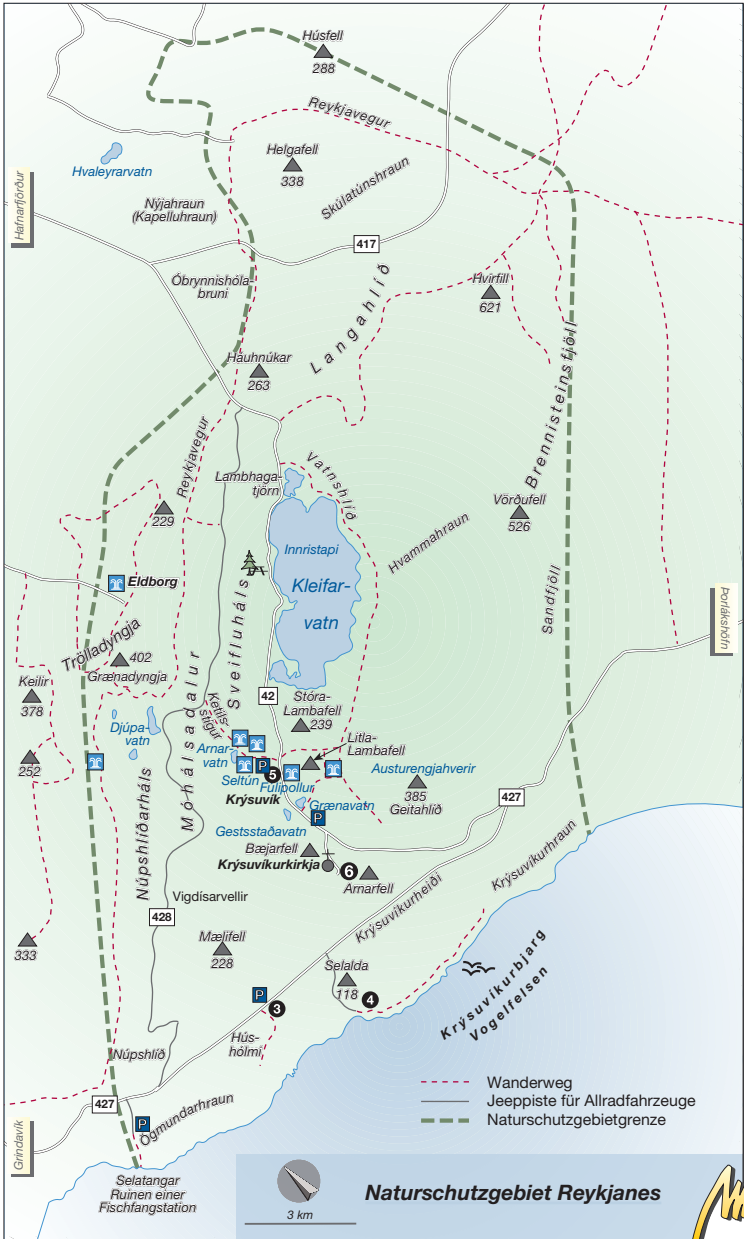 Húsfell
288
Reykjavegur
Helgafell
338
Hvaleyrarvatn
Skúlatúnshraun
Nýjahraun
(Kapelluhraun)
Hafnarfjörður
417
Óbrynnishóla-
bruni
Langahlíð
Hvirfill
621
Hauhnúkar
263
Brennisteinsfjöll
Reykjavegur
Lambhaga-
tjörn
Vatnshlíð
229
Vörðufell
526
Innristapi
Hvammahraun
Kleifar-
vatn
Eldborg
Sveifluháls
Sandfjöll
Þorlákshöfn
Trölladyngja
402
Grænadyngja
Keilir
378
Móhálsadalur
42
Ketils-
stígur
Stóra-
Lambafell
239
Djúpa-
vatn
Arnar
vatn
Litla-
Lambafell
252
Seltún
P
5
Fúlipollur
Austurengjahverir
385
Geitahlíð
427
Krýsuvík
Grænavatn
P
Gestsstaðavatn
Núpshlíðarháls
Bæjarfell
Krýsuvíkurkirkja
6
Arnarfell
Krýsuvíkurhraun
Vigdísarvellir
428
Krýsuvíkurheiði
333
Mælifell
228
Selalda
118
4
Krýsuvíkurbjarg
Vogelfelsen
P
3
Hús-
hólmi
Núpshlíð
427
P
Ögmundarhraun
Grindavík
Selatangar
Ruinen einer
Fischfangstation
Wanderweg
Jeeppiste für Allradfahrzeuge
Naturschutzgebietgrenze
3 km
Naturschutzgebiet Reykjanes